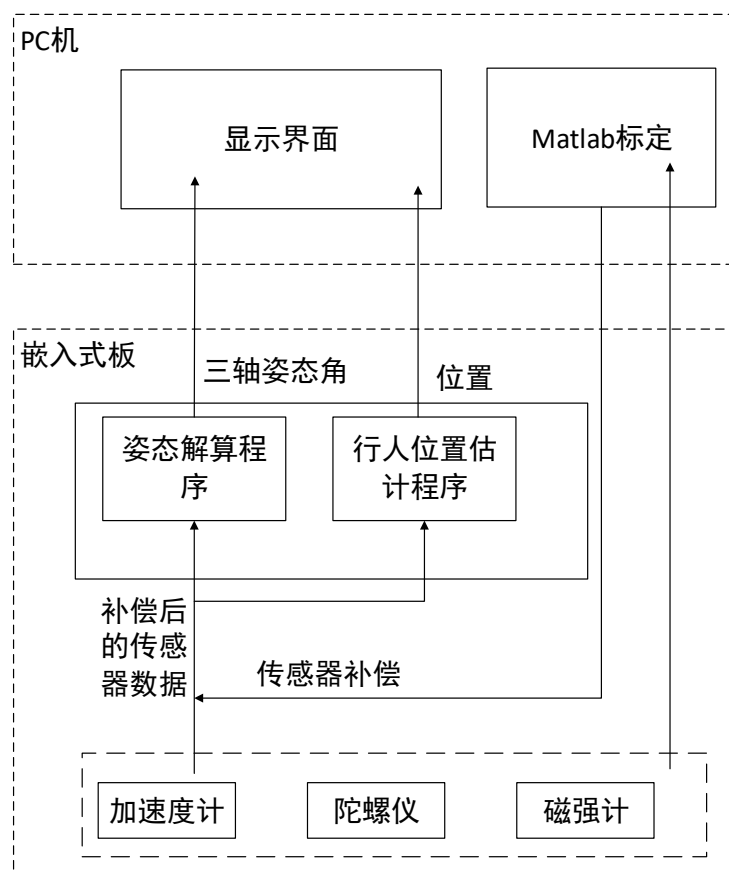 PC机
显示界面
Matlab标定
嵌入式板
三轴姿态角
位置
姿态解算程
序
行人位置估
计程序
补偿后
的传感
器数据
传感器补偿
加速度计
陀螺仪
磁强计